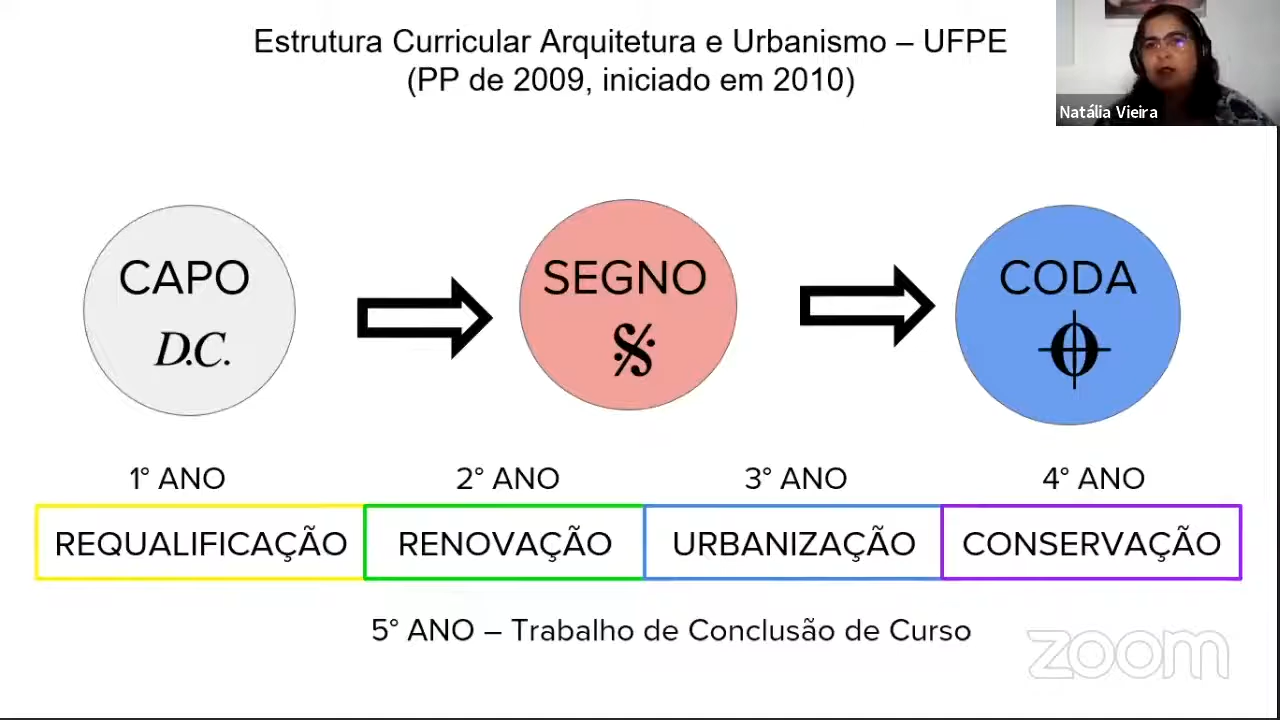 Estrutura Curricular Arquitetura e Urbanismo – UFPE
(PP de 2009, iniciado em 2010)
Natália Vieira
CAPO
D.C.
SEGNO
CODA
1° ANO
2° ANO
3° ANO
4° ANO
REQUALIFICAÇÃO
RENOVAÇÃO
URBANIZAÇÃO
CONSERVAÇÃO
5° ANO – Trabalho de Conclusão de Curso
zoom